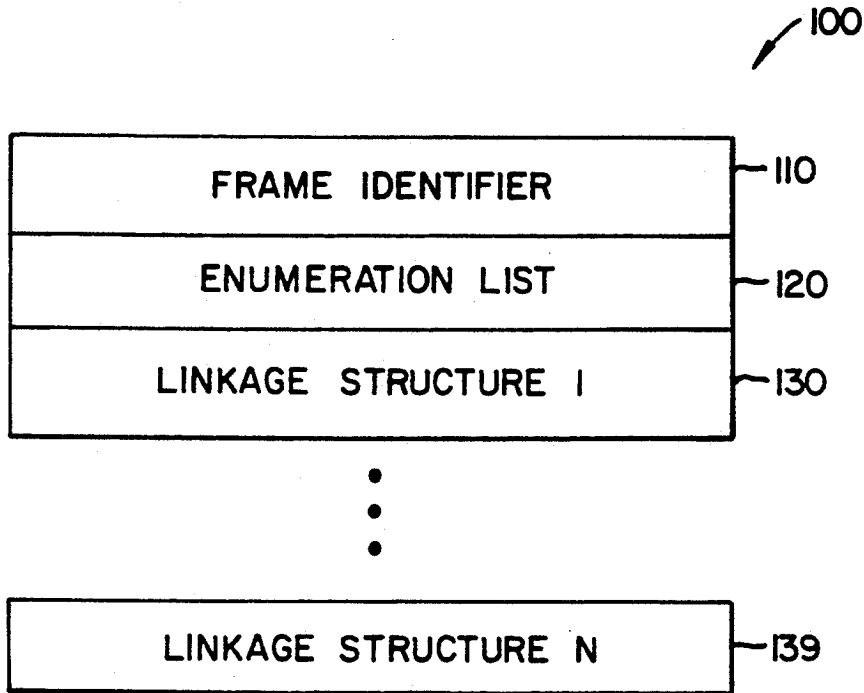 100
FRAME IDENTIFIER 110
ENUMERATION LIST 120
LINKAGE STRUCTURE 1 130
LINKAGE STRUCTURE N 139